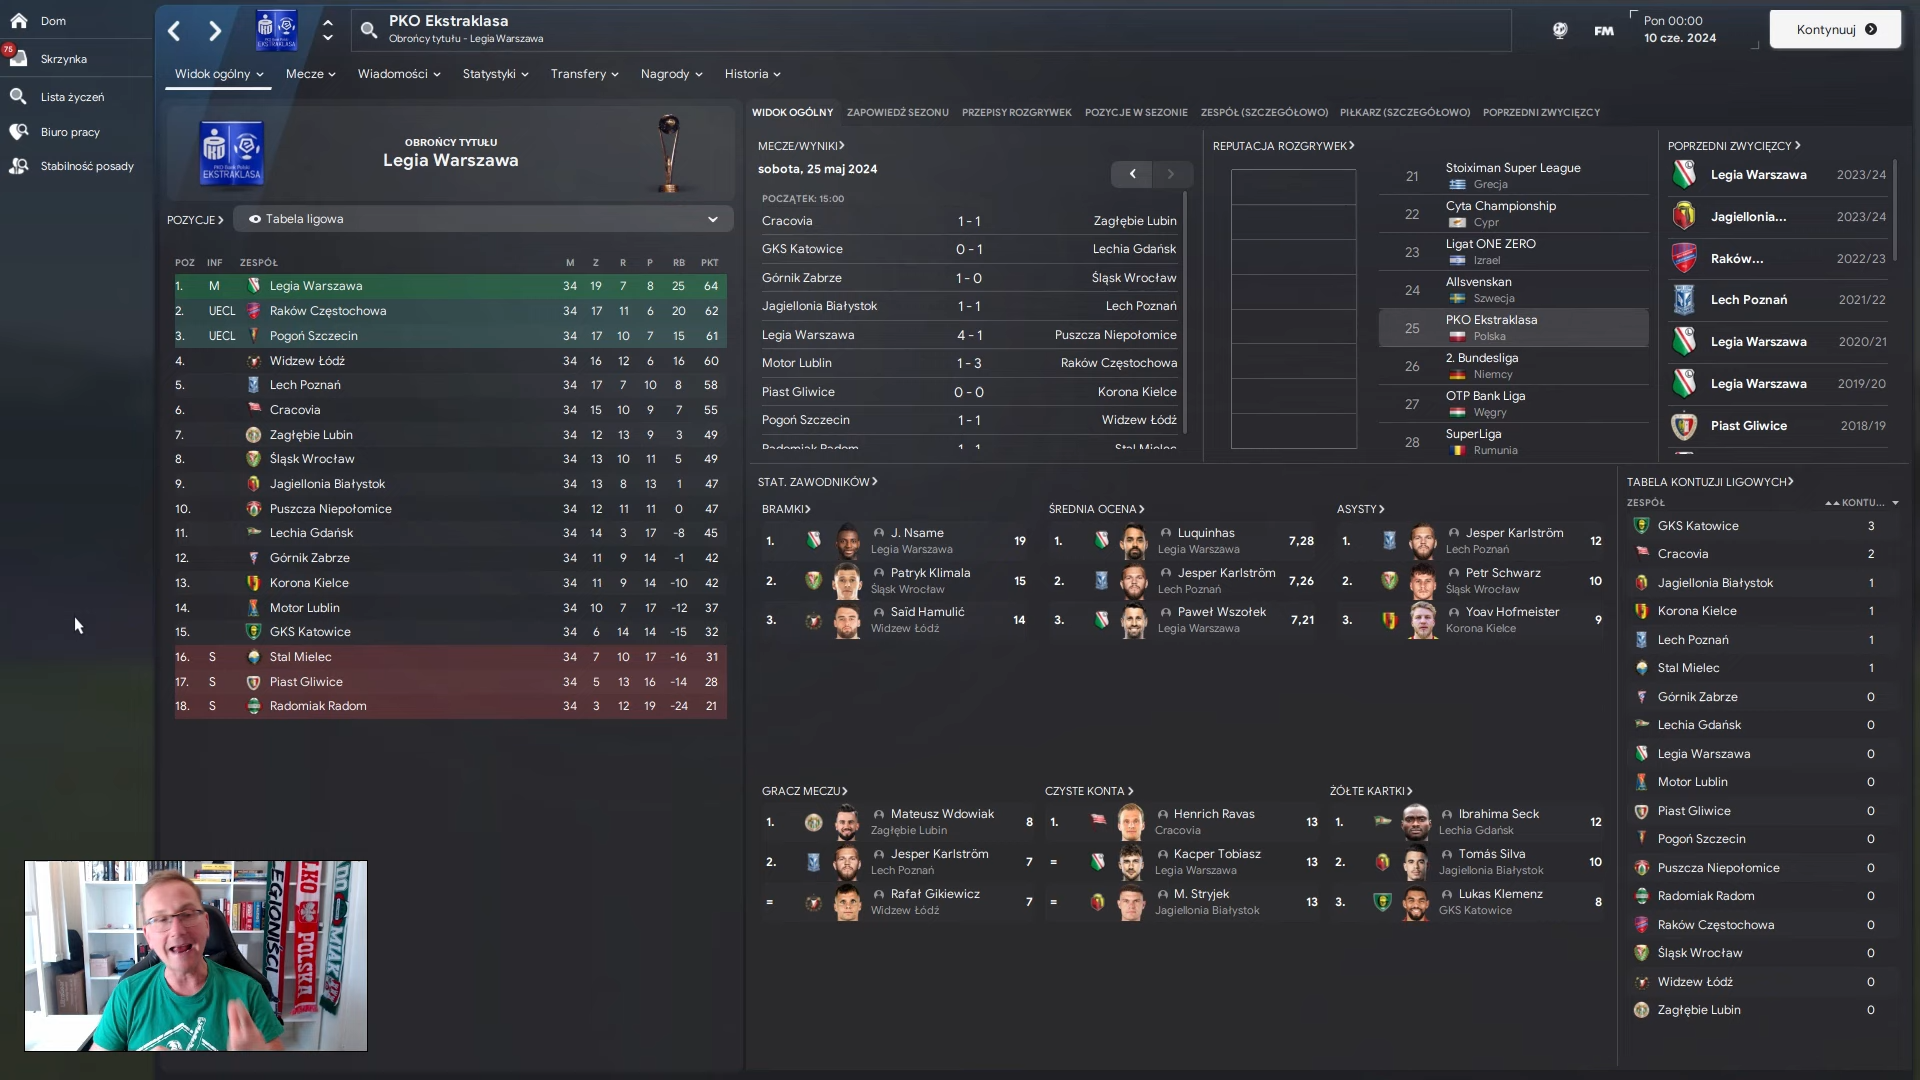 Dom
75
Skrzynka
Lista życzeń
Biuro pracy
Stabilność posady
PKO Ekstraklasa
Obrońcy tytułu - Legia Warszawa
FM
Pon 00:00
10 cze. 2024
Kontynuuj
Widok ogólny
Mecze
Wiadomości
Statystyki
Transfery
Nagrody
Historia
OBROŃCY TYTUŁU
Legia Warszawa
POZYCJE
Tabela ligowa
POZ INF ZESPÓŁ M Z R P RB PKT
1. M Legia Warszawa 34 19 7 8 25 64
2. UECL Raków Częstochowa 34 17 11 6 20 62
3. UECL Pogoń Szczecin 34 17 10 7 15 61
4. Widzew Łódź 34 16 12 6 16 60
5. Lech Poznań 34 17 7 10 8 58
6. Cracovia 34 15 10 9 7 55
7. Zagłębie Lubin 34 12 13 9 3 49
8. Śląsk Wrocław 34 13 10 11 5 49
9. Jagiellonia Białystok 34 13 8 13 1 47
10. Puszcza Niepołomice 34 12 11 11 0 47
11. Lechia Gdańsk 34 14 3 17 -8 45
12. Górnik Zabrze 34 11 9 14 -1 42
13. Korona Kielce 34 11 9 14 -10 42
14. Motor Lublin 34 10 7 17 -12 37
15. GKS Katowice 34 6 14 14 -15 32
16. S Stal Mielec 34 7 10 17 -16 31
17. S Piast Gliwice 34 5 13 16 -14 28
18. S Radomiak Radom 34 3 12 19 -24 21
WIDOK OGÓLNY
ZAPOWIEDŹ SEZONU
PRZEPISY ROZGRYWEK
POZYCJE W SEZONIE
ZESPÓŁ (SZCZEGÓŁOWO)
PIŁKARZ (SZCZEGÓŁOWO)
POPRZEDNI ZWYCIĘZCY
MECZE/WYNIKI
sobota, 25 maj 2024
POCZĄTEK: 15:00
Cracovia 1 - 1 Zagłębie Lubin
GKS Katowice 0 - 1 Lechia Gdańsk
Górnik Zabrze 1 - 0 Śląsk Wrocław
Jagiellonia Białystok 1 - 1 Lech Poznań
Legia Warszawa 4 - 1 Puszcza Niepołomice
Motor Lublin 1 - 3 Raków Częstochowa
Piast Gliwice 0 - 0 Korona Kielce
Pogoń Szczecin 1 - 1 Widzew Łódź
Radomiak Radom 1 - 1 Stal Mielec
REPUTACJA ROZGRYWEK
21 Stoiximan Super League
Grecja
22 Cyta Championship
Cypr
23 Ligat ONE ZERO
Izrael
24 Allsvenskan
Szwecja
25 PKO Ekstraklasa
Polska
26 2. Bundesliga
Niemcy
27 OTP Bank Liga
Węgry
28 SuperLiga
Rumunia
POPRZEDNI ZWYCIĘZCY
Legia Warszawa 2023/24
Jagiellonia... 2023/24
Raków... 2022/23
Lech Poznań 2021/22
Legia Warszawa 2020/21
Legia Warszawa 2019/20
Piast Gliwice 2018/19
STAT. ZAWODNIKÓW
BRAMKI
1. J. Nsame 19
Legia Warszawa
2. Patryk Klimala 15
Śląsk Wrocław
3. Saïd Hamulić 14
Widzew Łódź
ŚREDNIA OCENA
1. Luquinhas 7,28
Legia Warszawa
2. Jesper Karlström 7,26
Lech Poznań
3. Paweł Wszołek 7,21
Legia Warszawa
ASYSTY
1. Jesper Karlström 12
Lech Poznań
2. Petr Schwarz 10
Śląsk Wrocław
3. Yoav Hofmeister 9
Korona Kielce
GRACZ MECZU
1. Mateusz Wdowiak 8
Zagłębie Lubin
2. Jesper Karlström 7
Lech Poznań
= Rafał Gikiewicz 7
Widzew Łódź
CZYSTE KONTA
1. Henrich Ravas 13
Cracovia
= Kacper Tobiasz 13
Legia Warszawa
= M. Stryjek 13
Jagiellonia Białystok
ŻÓŁTE KARTKI
1. Ibrahima Seck 12
Lechia Gdańsk
2. Tomás Silva 10
Jagiellonia Białystok
3. Lukas Klemenz 8
GKS Katowice
TABELA KONTUZJI LIGOWYCH
ZESPÓŁ KONTU...
GKS Katowice 3
Cracovia 2
Jagiellonia Białystok 1
Korona Kielce 1
Lech Poznań 1
Stal Mielec 1
Górnik Zabrze 0
Lechia Gdańsk 0
Legia Warszawa 0
Motor Lublin 0
Piast Gliwice 0
Pogoń Szczecin 0
Puszcza Niepołomice 0
Radomiak Radom 0
Raków Częstochowa 0
Śląsk Wrocław 0
Widzew Łódź 0
Zagłębie Lubin 0
LEGIONIŚCI
POLSKA